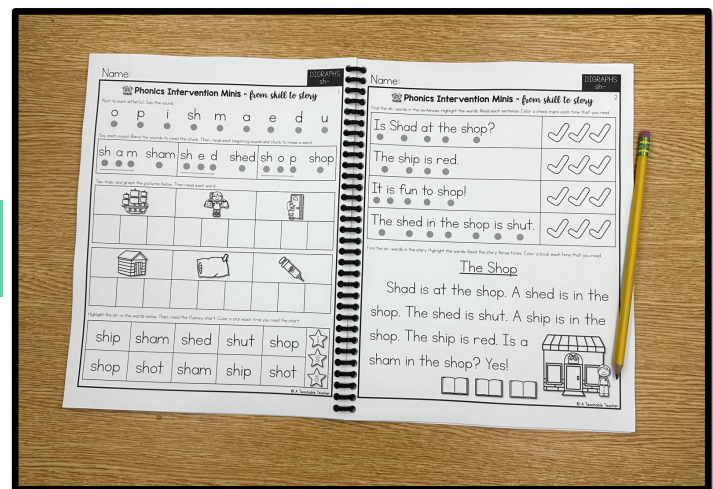 Name:
DIGRAPHS
sh-
Phonics Intervention Minis - from skill to story
1
Point to each letter(s). Say the sound.
o p i sh m a e d u
Say each sound. Blend the sounds to read the chunk. Then, read each beginning sound and chunk to make a word.
sh a m sham sh e d shed sh o p shop
Tap, map, and graph the pictures below. Then read each word.
Highlight the sh- in the words below. Then, read the fluency chart. Color a star each time you read the chart.
ship sham shed shut shop
shop shot sham ship shot
© A Teachable Teacher
Name:
DIGRAPHS
sh-
Phonics Intervention Minis - from skill to story
2
Find the sh- words in the sentences. Highlight the words. Read each sentence. Color a check mark each time that you read.
Is Shad at the shop?
The ship is red.
It is fun to shop!
The shed in the shop is shut.
Find the sh- words in the story. Highlight the words. Read the story three times. Color a book each time that you read.
The Shop
Shad is at the shop. A shed is in the
shop. The shed is shut. A ship is in the
shop. The ship is red. Is a
sham in the shop? Yes!
© A Teachable Teacher